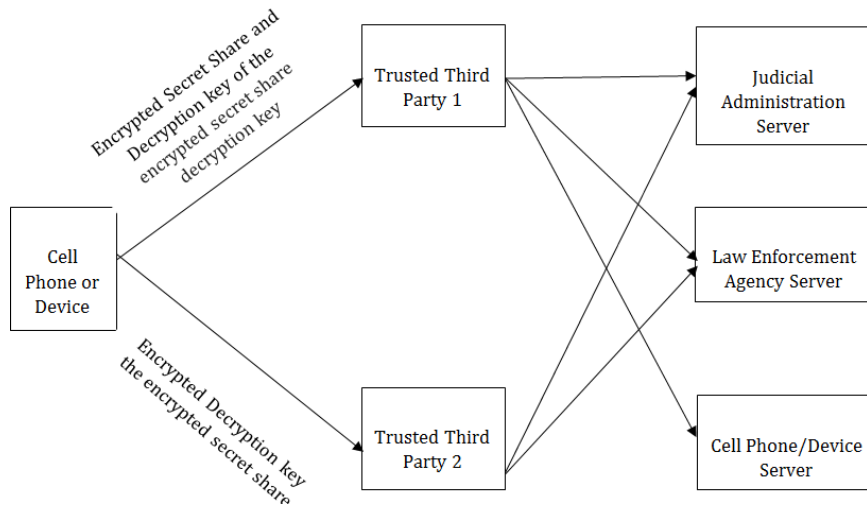 Encrypted Secret Share and
Decryption key of the
encrypted secret share
decryption key
Trusted Third
Party 1
Judicial
Administration
Server
Cell
Phone or
Device
Law Enforcement
Agency Server
Encrypted Decryption key
the encrypted secret share
Trusted Third
Party 2
Cell Phone/Device
Server